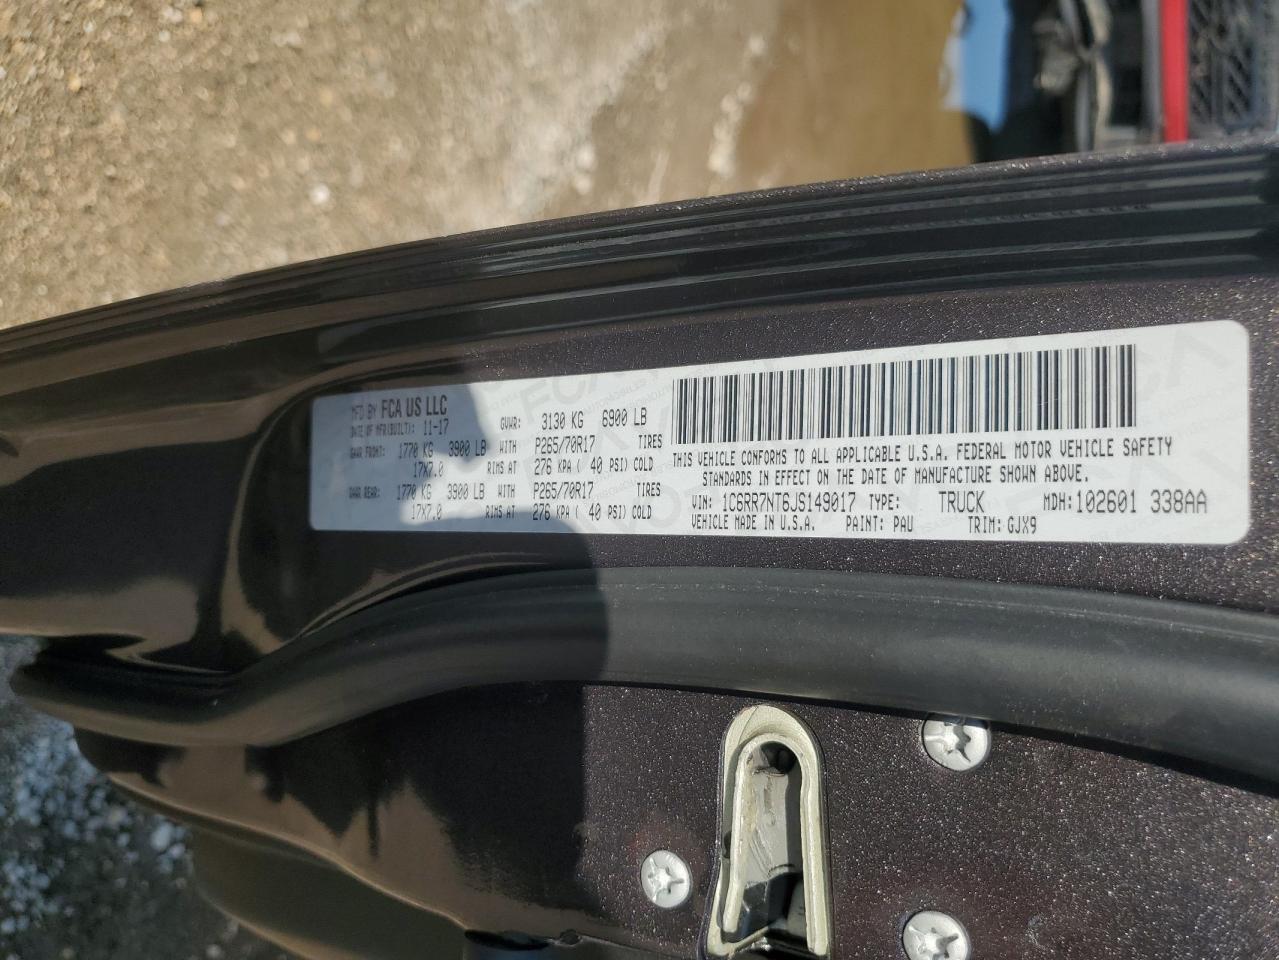 MFD BY FCA US LLC
DATE OF MFR(BUILT): 11-17 GVWR: 3130 KG 6900 LB
GAWR FRONT: 1770 KG 3900 LB WITH P265/70R17 TIRES
17X7.0 RIMS AT 276 KPA ( 40 PSI) COLD
GAWR REAR: 1770 KG 3900 LB WITH P265/70R17 TIRES
17X7.0 RIMS AT 276 KPA ( 40 PSI) COLD
THIS VEHICLE CONFORMS TO ALL APPLICABLE U.S.A. FEDERAL MOTOR VEHICLE SAFETY
STANDARDS IN EFFECT ON THE DATE OF MANUFACTURE SHOWN ABOVE.
VIN: 1C6RR7NT6JS149017 TYPE: TRUCK MDH:102601 338AA
VEHICLE MADE IN U.S.A. PAINT: PAU TRIM: GJX9